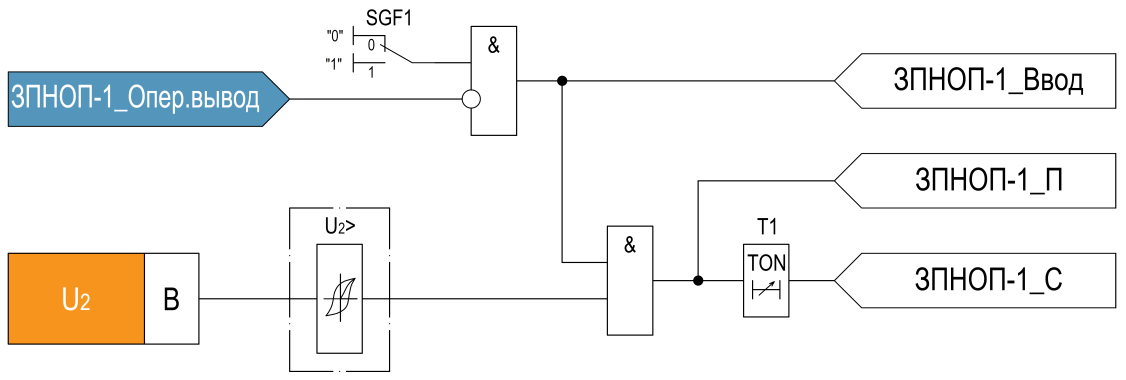 SGF1
"0"
0
"1"
1
&
ЗПНОП-1_Опер.вывод
ЗПНОП-1_Ввод
ЗПНОП-1_П
U2>
&
T1
TON
U2
В
ЗПНОП-1_С